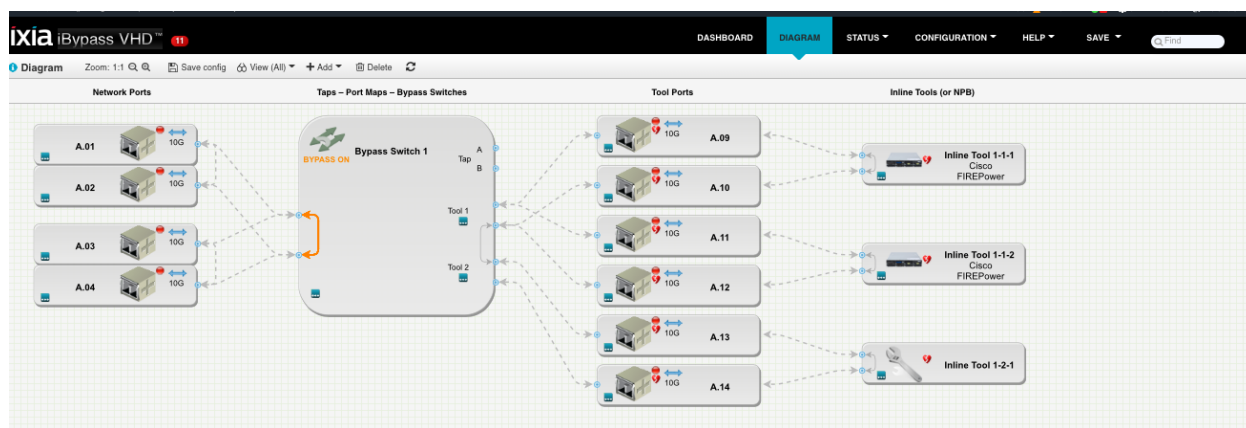 ixia iBypass VHD™ 11
DASHBOARD DIAGRAM STATUS CONFIGURATION HELP SAVE Find
Diagram Zoom: 1:1 Save config View (All) Add Delete
Network Ports Taps – Port Maps – Bypass Switches Tool Ports Inline Tools (or NPB)
A.01 10G
A.02 10G
A.03 10G
A.04 10G
BYPASS ON
Bypass Switch 1
A
Tap
B
Tool 1
Tool 2
10G A.09
10G A.10
10G A.11
10G A.12
10G A.13
10G A.14
Inline Tool 1-1-1
Cisco
FIREPower
Inline Tool 1-1-2
Cisco
FIREPower
Inline Tool 1-2-1